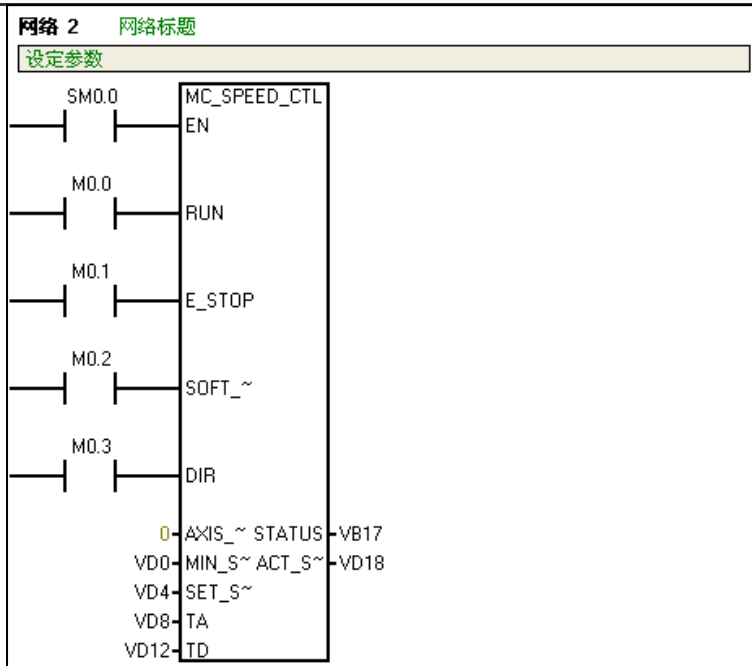 网络 2 网络标题
设定参数
SM0.0 MC_SPEED_CTL
EN
M0.0
RUN
M0.1
E_STOP
M0.2
SOFT_~
M0.3
DIR
0 AXIS_~ STATUS VB17
VD0 MIN_S~ ACT_S~ VD18
VD4 SET_S~
VD8 TA
VD12 TD